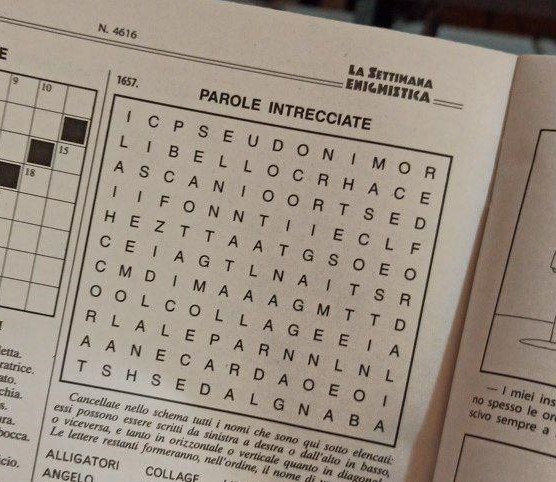 N. 4616
LA SETTIMANA
ENIGMISTICA
E
9 10
15
18
1657.
PAROLE INTRECCIATE
I C P S E U D O N I M O R
L I B E L L O C R H A C E
A S C A N I O O R T S E D
I I F O N N T I I E C L F
H E Z T T A A T G S O E O
C E I A G T L N A I T S R
C M D I M A A A G M T T D
O O L C O L L A G E E I A
R L A L E P A R N N L N L
A A N E C A R D A O E O I
T S H S E D A L G N A B A
Cancellate nello schema tutti i nomi che sono qui sotto elencati:
essi possono essere scritti da sinistra a destra o dall'alto in basso,
o viceversa, e tanto in orizzontale o verticale quanto in diagonale.
Le lettere restanti formeranno, nell'ordine, il nome di
ALLIGATORI COLLAGE
ANGELO
etta.
ratrice.
ato.
chia.
s.
ura.
bocca.
cio.
— I miei ins
no spesso le or
scivo sempre a